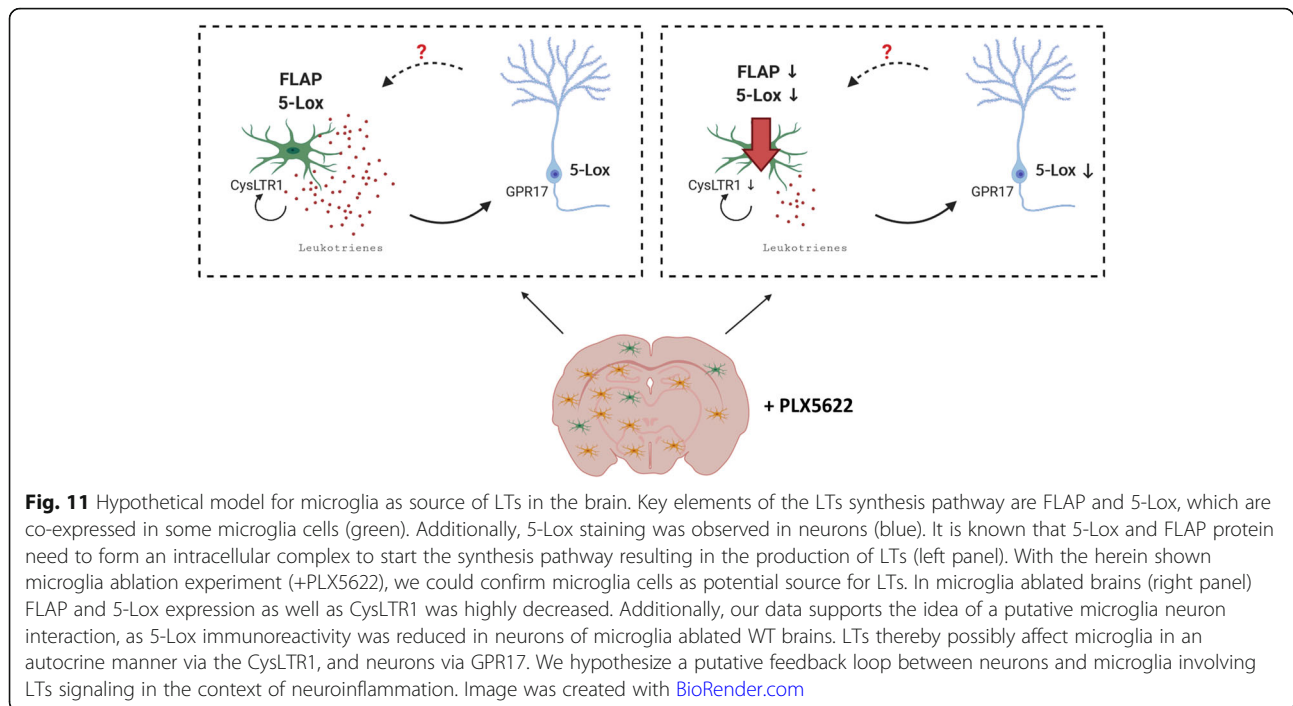 ?
FLAP
5-Lox
CysLTR1
Leukotrienes
5-Lox
GPR17
?
FLAP ↓
5-Lox ↓
CysLTR1 ↓
Leukotrienes
5-Lox ↓
GPR17
+ PLX5622
Fig. 11 Hypothetical model for microglia as source of LTs in the brain. Key elements of the LTs synthesis pathway are FLAP and 5-Lox, which are
co-expressed in some microglia cells (green). Additionally, 5-Lox staining was observed in neurons (blue). It is known that 5-Lox and FLAP protein
need to form an intracellular complex to start the synthesis pathway resulting in the production of LTs (left panel). With the herein shown
microglia ablation experiment (+PLX5622), we could confirm microglia cells as potential source for LTs. In microglia ablated brains (right panel)
FLAP and 5-Lox expression as well as CysLTR1 was highly decreased. Additionally, our data supports the idea of a putative microglia neuron
interaction, as 5-Lox immunoreactivity was reduced in neurons of microglia ablated WT brains. LTs thereby possibly affect microglia in an
autocrine manner via the CysLTR1, and neurons via GPR17. We hypothesize a putative feedback loop between neurons and microglia involving
LTs signaling in the context of neuroinflammation. Image was created with BioRender.com